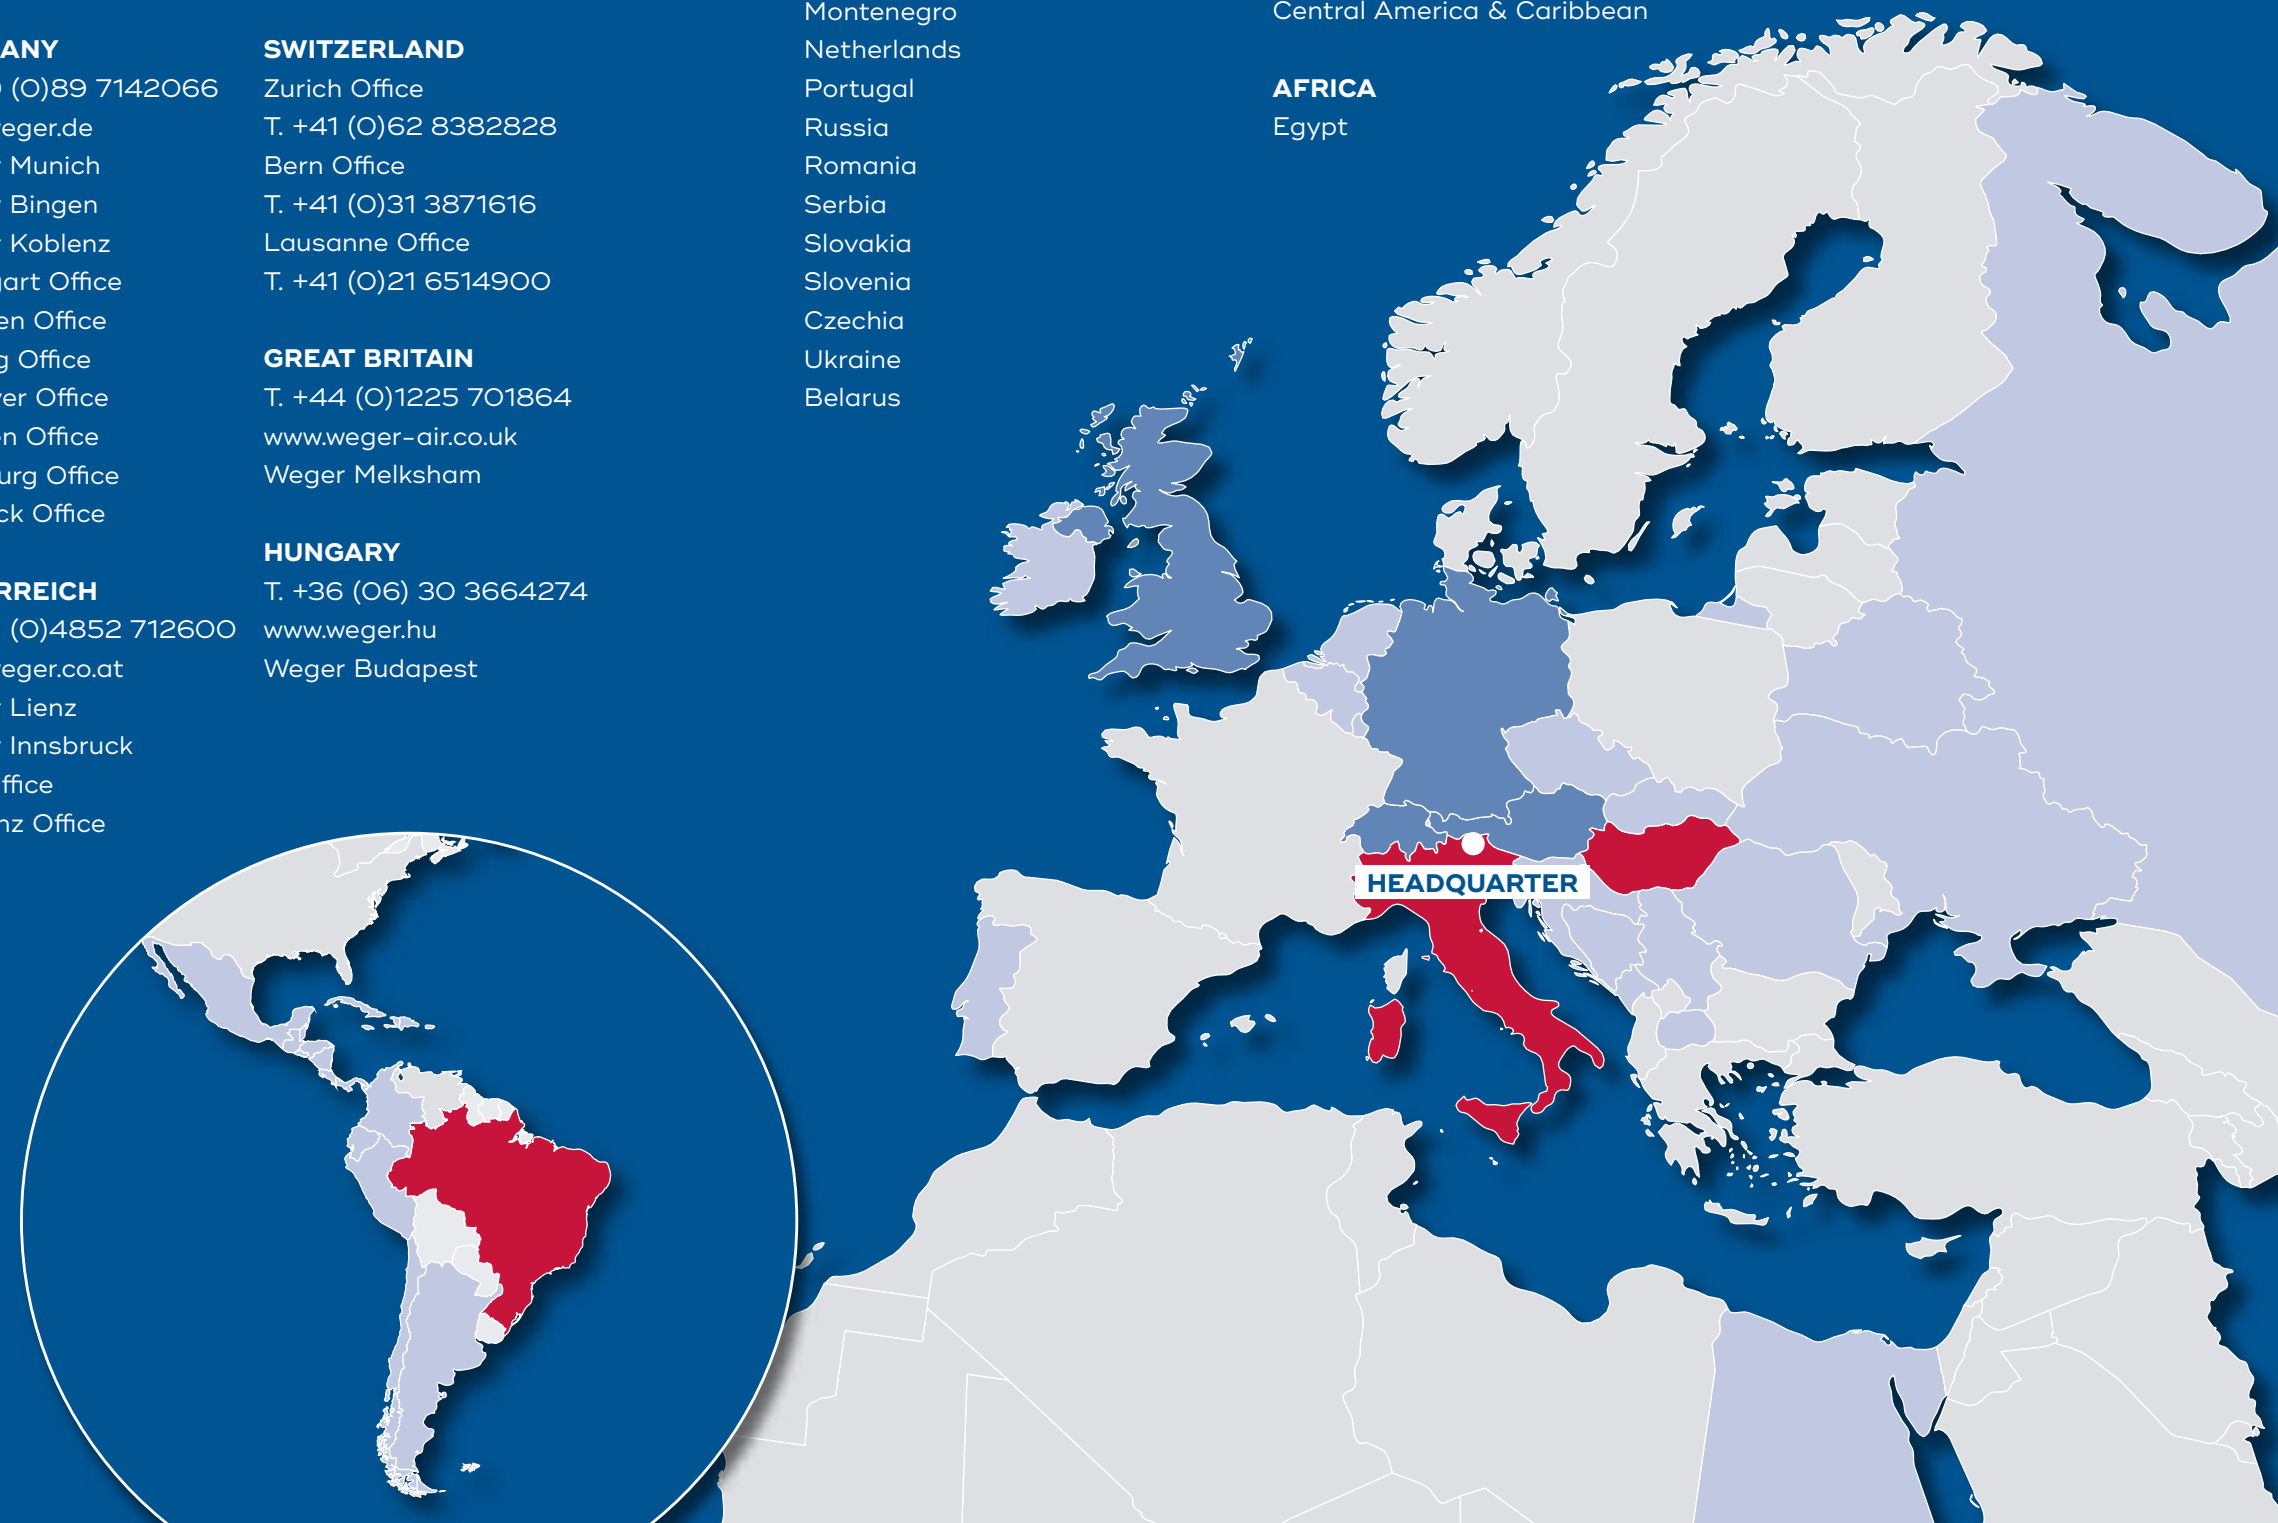 ANY
(0)89 7142066
eger.de
Munich
Bingen
Koblenz
art Office
en Office
g Office
er Office
n Office
urg Office
ck Office
RREICH
(0)4852 712600
eger.co.at
Lienz
Innsbruck
ffice
nz Office
SWITZERLAND
Zurich Office
T. +41 (0)62 8382828
Bern Office
T. +41 (0)31 3871616
Lausanne Office
T. +41 (0)21 6514900
GREAT BRITAIN
T. +44 (0)1225 701864
www.weger-air.co.uk
Weger Melksham
HUNGARY
T. +36 (06) 30 3664274
www.weger.hu
Weger Budapest
Montenegro
Netherlands
Portugal
Russia
Romania
Serbia
Slovakia
Slovenia
Czechia
Ukraine
Belarus
Central America & Caribbean
AFRICA
Egypt
HEADQUARTER